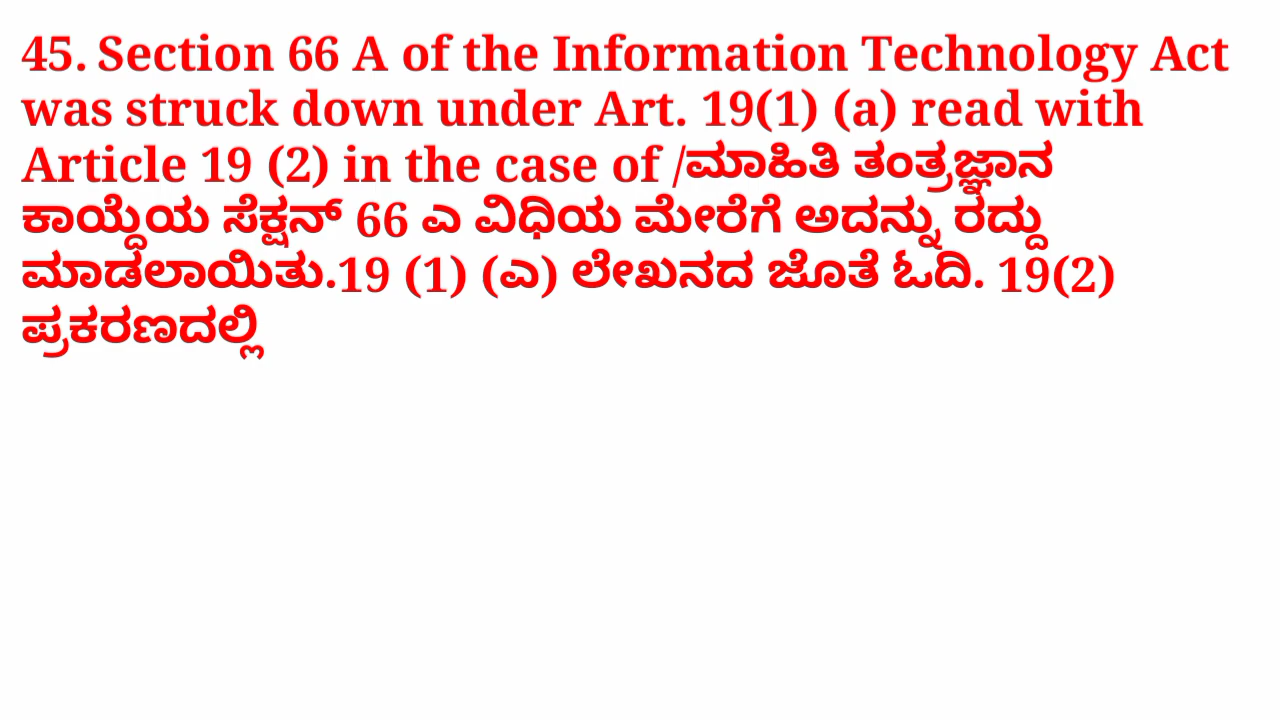 45. Section 66 A of the Information Technology Act
was struck down under Art. 19(1) (a) read with
Article 19 (2) in the case of /ಮಾಹಿತಿ ತಂತ್ರಜ್ಞಾನ
ಕಾಯ್ದೆಯ ಸೆಕ್ಷನ್ 66 ಎ ವಿಧಿಯ ಮೇರೆಗೆ ಅದನ್ನು ರದ್ದು
ಮಾಡಲಾಯಿತು.19 (1) (ಎ) ಲೇಖನದ ಜೊತೆ ಓದಿ. 19(2)
ಪ್ರಕರಣದಲ್ಲಿ